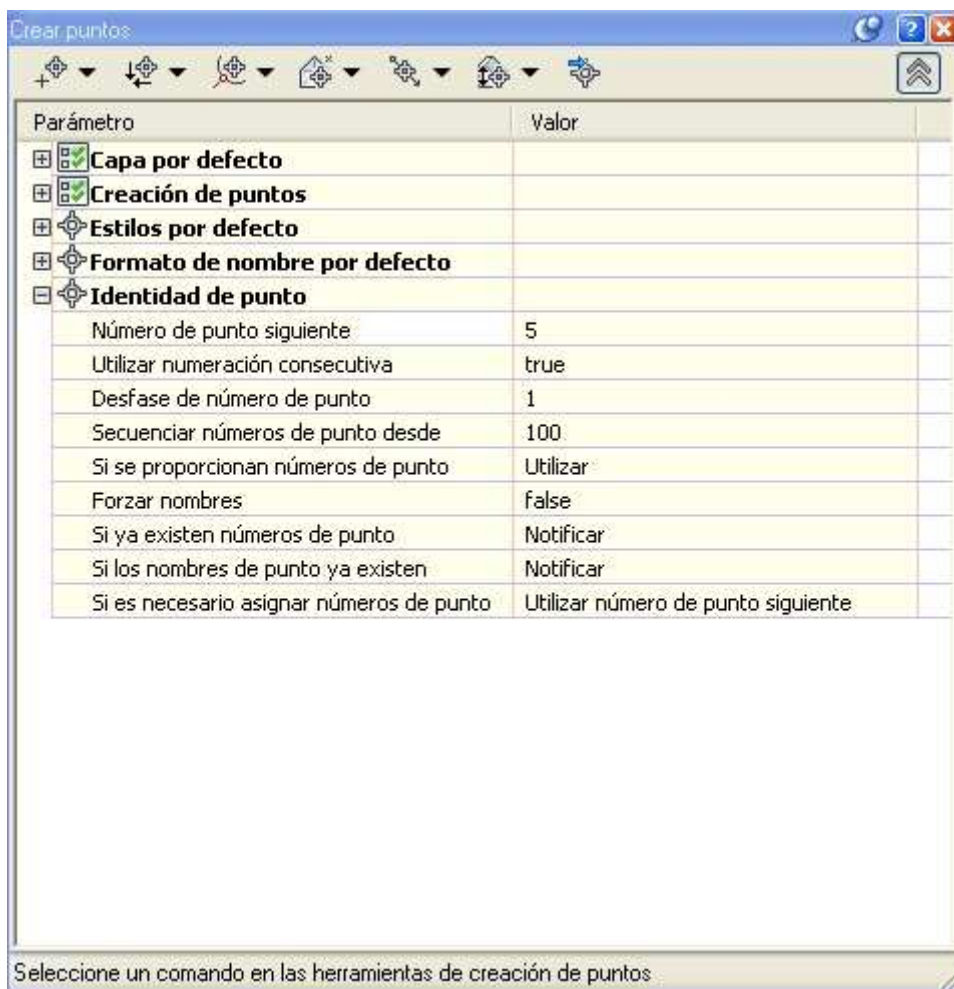 Crear puntos
Parámetro Valor
Capa por defecto
Creación de puntos
Estilos por defecto
Formato de nombre por defecto
Identidad de punto
Número de punto siguiente 5
Utilizar numeración consecutiva true
Desfase de número de punto 1
Secuenciar números de punto desde 100
Si se proporcionan números de punto Utilizar
Forzar nombres false
Si ya existen números de punto Notificar
Si los nombres de punto ya existen Notificar
Si es necesario asignar números de punto Utilizar número de punto siguiente
Seleccione un comando en las herramientas de creación de puntos